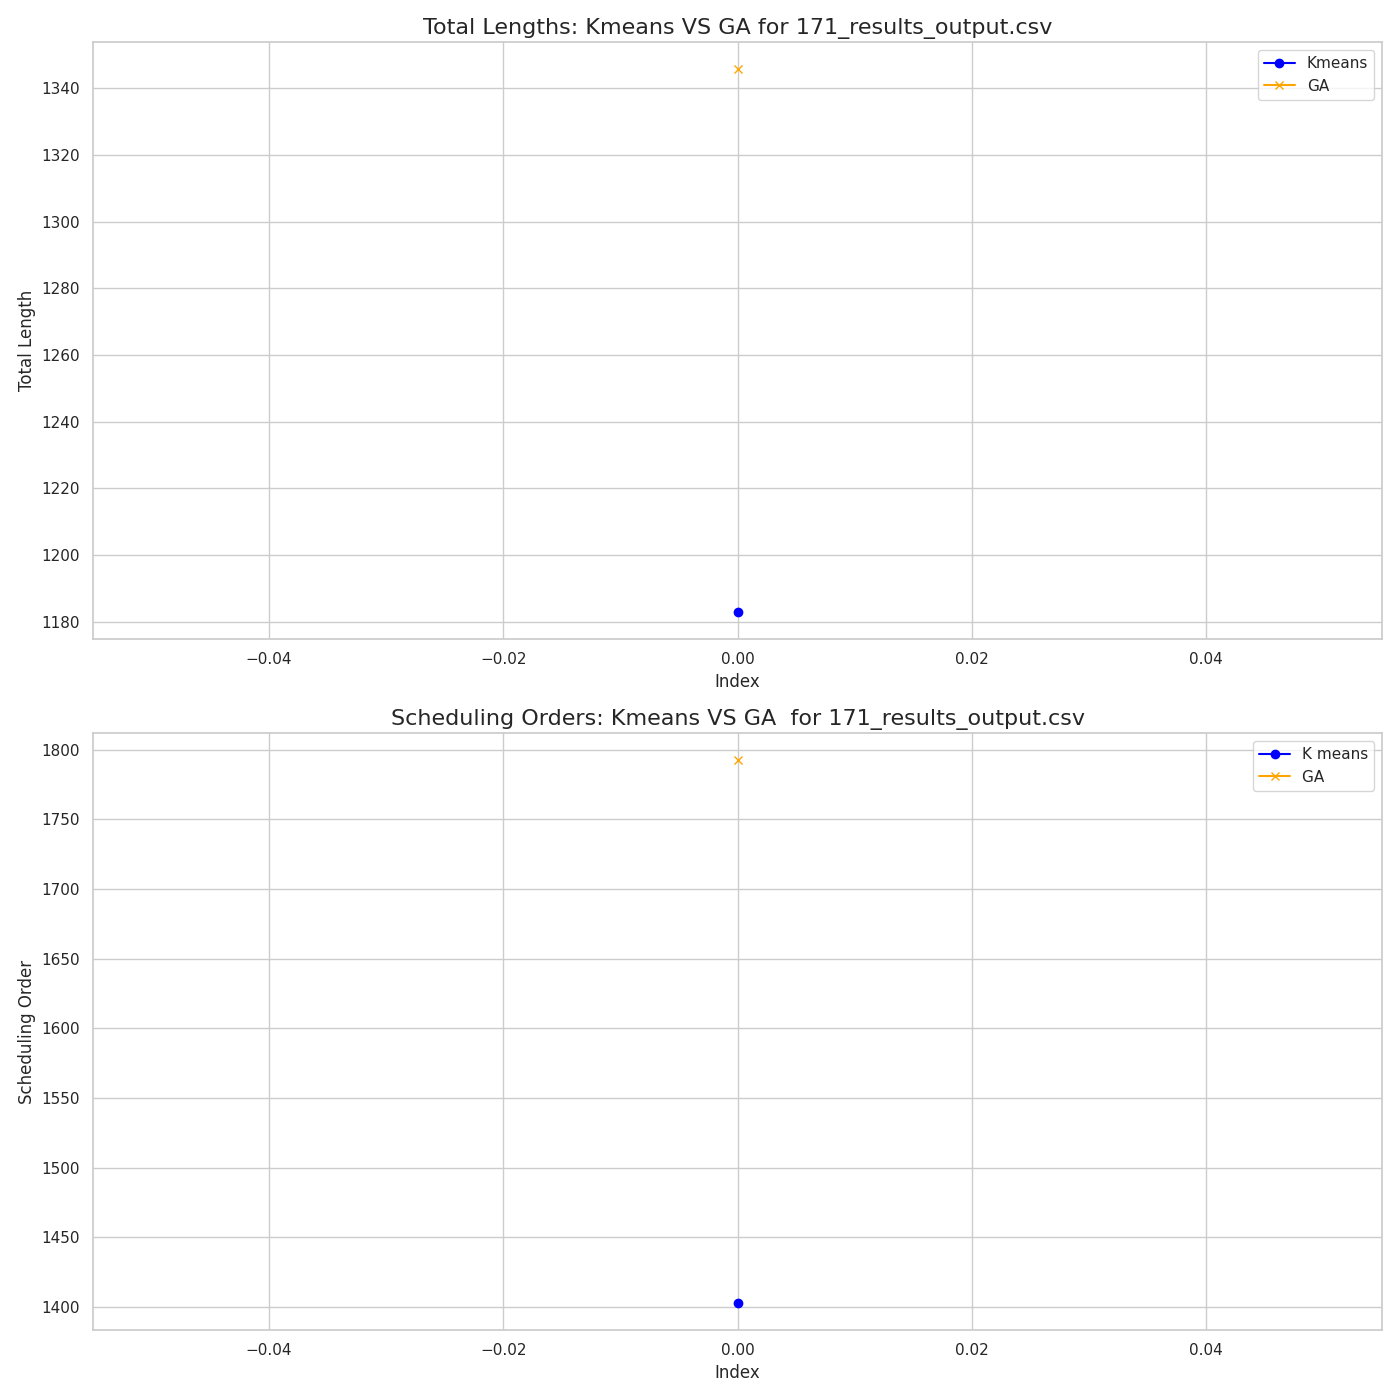 Total Lengths: Kmeans VS GA for 171_results_output.csv
Kmeans
GA
1340
1320
1300
1280
1260
1240
1220
1200
1180
Total Length
−0.04
−0.02
0.00
0.02
0.04
Index
Scheduling Orders: Kmeans VS GA  for 171_results_output.csv
K means
GA
1800
1750
1700
1650
1600
1550
1500
1450
1400
Scheduling Order
−0.04
−0.02
0.00
0.02
0.04
Index